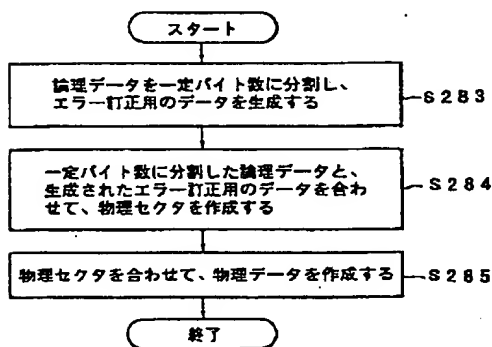 スタート
論理データを一定バイト数に分割し、
エラー訂正用のデータを生成する
S283
一定バイト数に分割した論理データと、
生成されたエラー訂正用のデータを合わ
せて、物理セクタを作成する
S284
物理セクタを合わせて、物理データを作成する
S285
終了